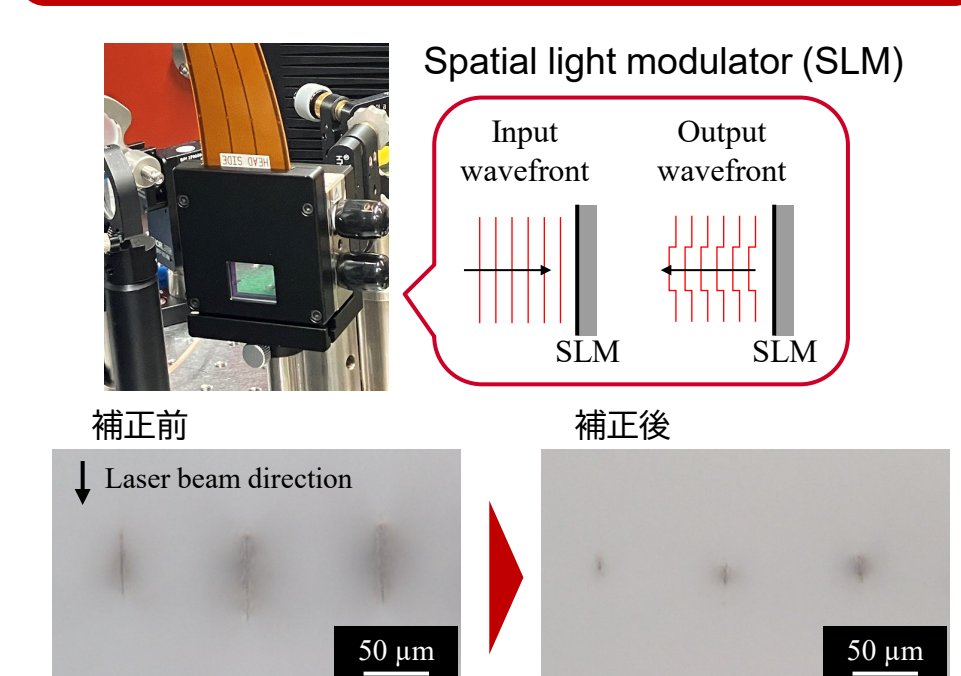 Spatial light modulator (SLM)
HEAD SIDE
Input
wavefront
Output
wavefront
SLM
SLM
補正前
補正後
Laser beam direction
50 µm
50 µm